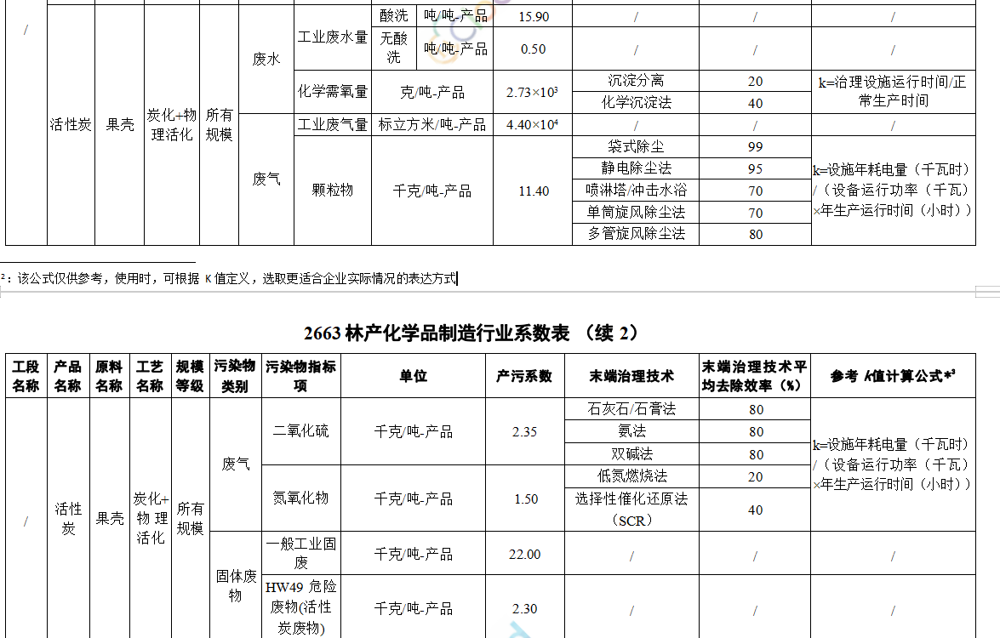 / 活性炭 果壳 炭化+物理活化 所有规模 废水 工业废水量 酸洗 吨/吨-产品 15.90 / / /
无酸洗 吨/吨-产品 0.50 / / /
化学需氧量 克/吨-产品 2.73×10³ 沉淀分离 20 k=治理设施运行时间/正常生产时间
化学沉淀法 40
废气 工业废气量 标立方米/吨-产品 4.40×10⁴ / / /
颗粒物 千克/吨-产品 11.40 袋式除尘 99 k=设施年耗电量（千瓦时）/（设备运行功率（千瓦）×年生产运行时间（小时））
静电除尘法 95
喷淋塔/冲击水浴 70
单筒旋风除尘法 70
多管旋风除尘法 80
²：该公式仅供参考，使用时，可根据 K值定义，选取更适合企业实际情况的表达方式
2663 林产化学品制造行业系数表 （续 2）
工段名称 产品名称 原料名称 工艺名称 规模等级 污染物类别 污染物指标项 单位 产污系数 末端治理技术 末端治理技术平均去除效率（%） 参考 k值计算公式*³
/ 活性炭 果壳 炭化+物理活化 所有规模 废气 二氧化硫 千克/吨-产品 2.35 石灰石/石膏法 80 k=设施年耗电量（千瓦时）/（设备运行功率（千瓦）×年生产运行时间（小时））
氨法 80
双碱法 80
氮氧化物 千克/吨-产品 1.50 低氮燃烧法 20
选择性催化还原法（SCR） 40
固体废物 一般工业固废 千克/吨-产品 22.00 / / /
HW49 危险废物(活性炭废物) 千克/吨-产品 2.30 / / /